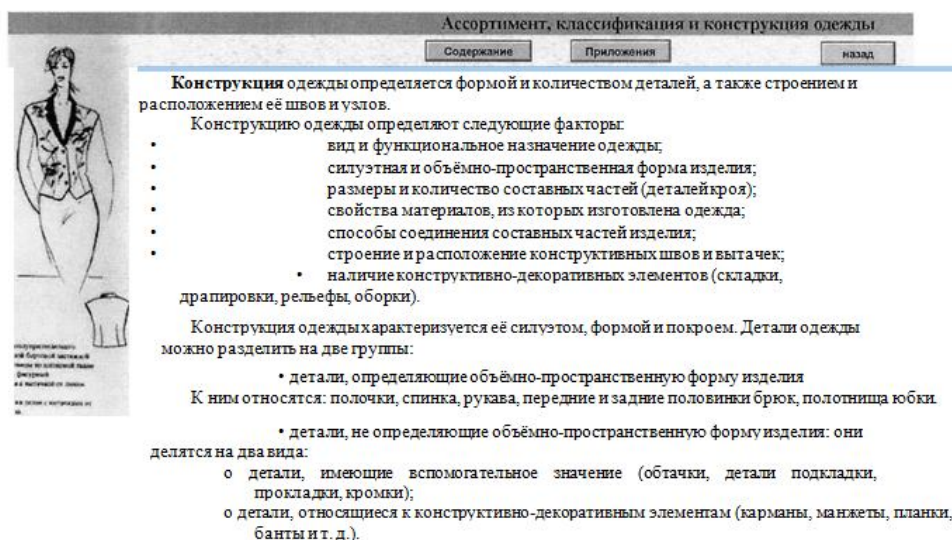 Ассортимент, классификация и конструкция одежды
Содержание
Приложения
назад
Конструкция одежды определяется формой и количеством деталей, а также строением и
расположением её швов и узлов.
Конструкцию одежды определяют следующие факторы:
• вид и функциональное назначение одежды;
• силуэтная и объёмно-пространственная форма изделия;
• размеры и количество составных частей (деталей кроя);
• свойства материалов, из которых изготовлена одежда;
• способы соединения составных частей изделия;
• строение и расположение конструктивных швов и вытачек;
• наличие конструктивно-декоративных элементов (складки,
драпировки, рельефы, оборки).
Конструкция одежды характеризуется её силуэтом, формой и покроем. Детали одежды
можно разделить на две группы:
• детали, определяющие объёмно-пространственную форму изделия
К ним относятся: полочки, спинка, рукава, передние и задние половинки брюк, полотнища юбки.
• детали, не определяющие объёмно-пространственную форму изделия: они
делятся на два вида:
о детали, имеющие вспомогательное значение (обтачки, детали подкладки,
прокладки, кромки);
о детали, относящиеся к конструктивно-декоративным элементам (карманы, манжеты, планки,
банты и т. д.).